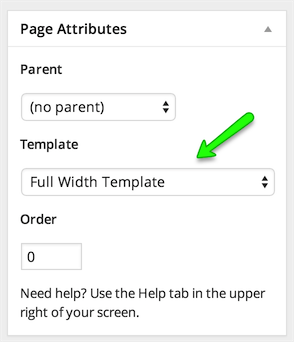 Page Attributes
Parent
(no parent)
Template
Full Width Template
Order
0
Need help? Use the Help tab in the upper
right of your screen.